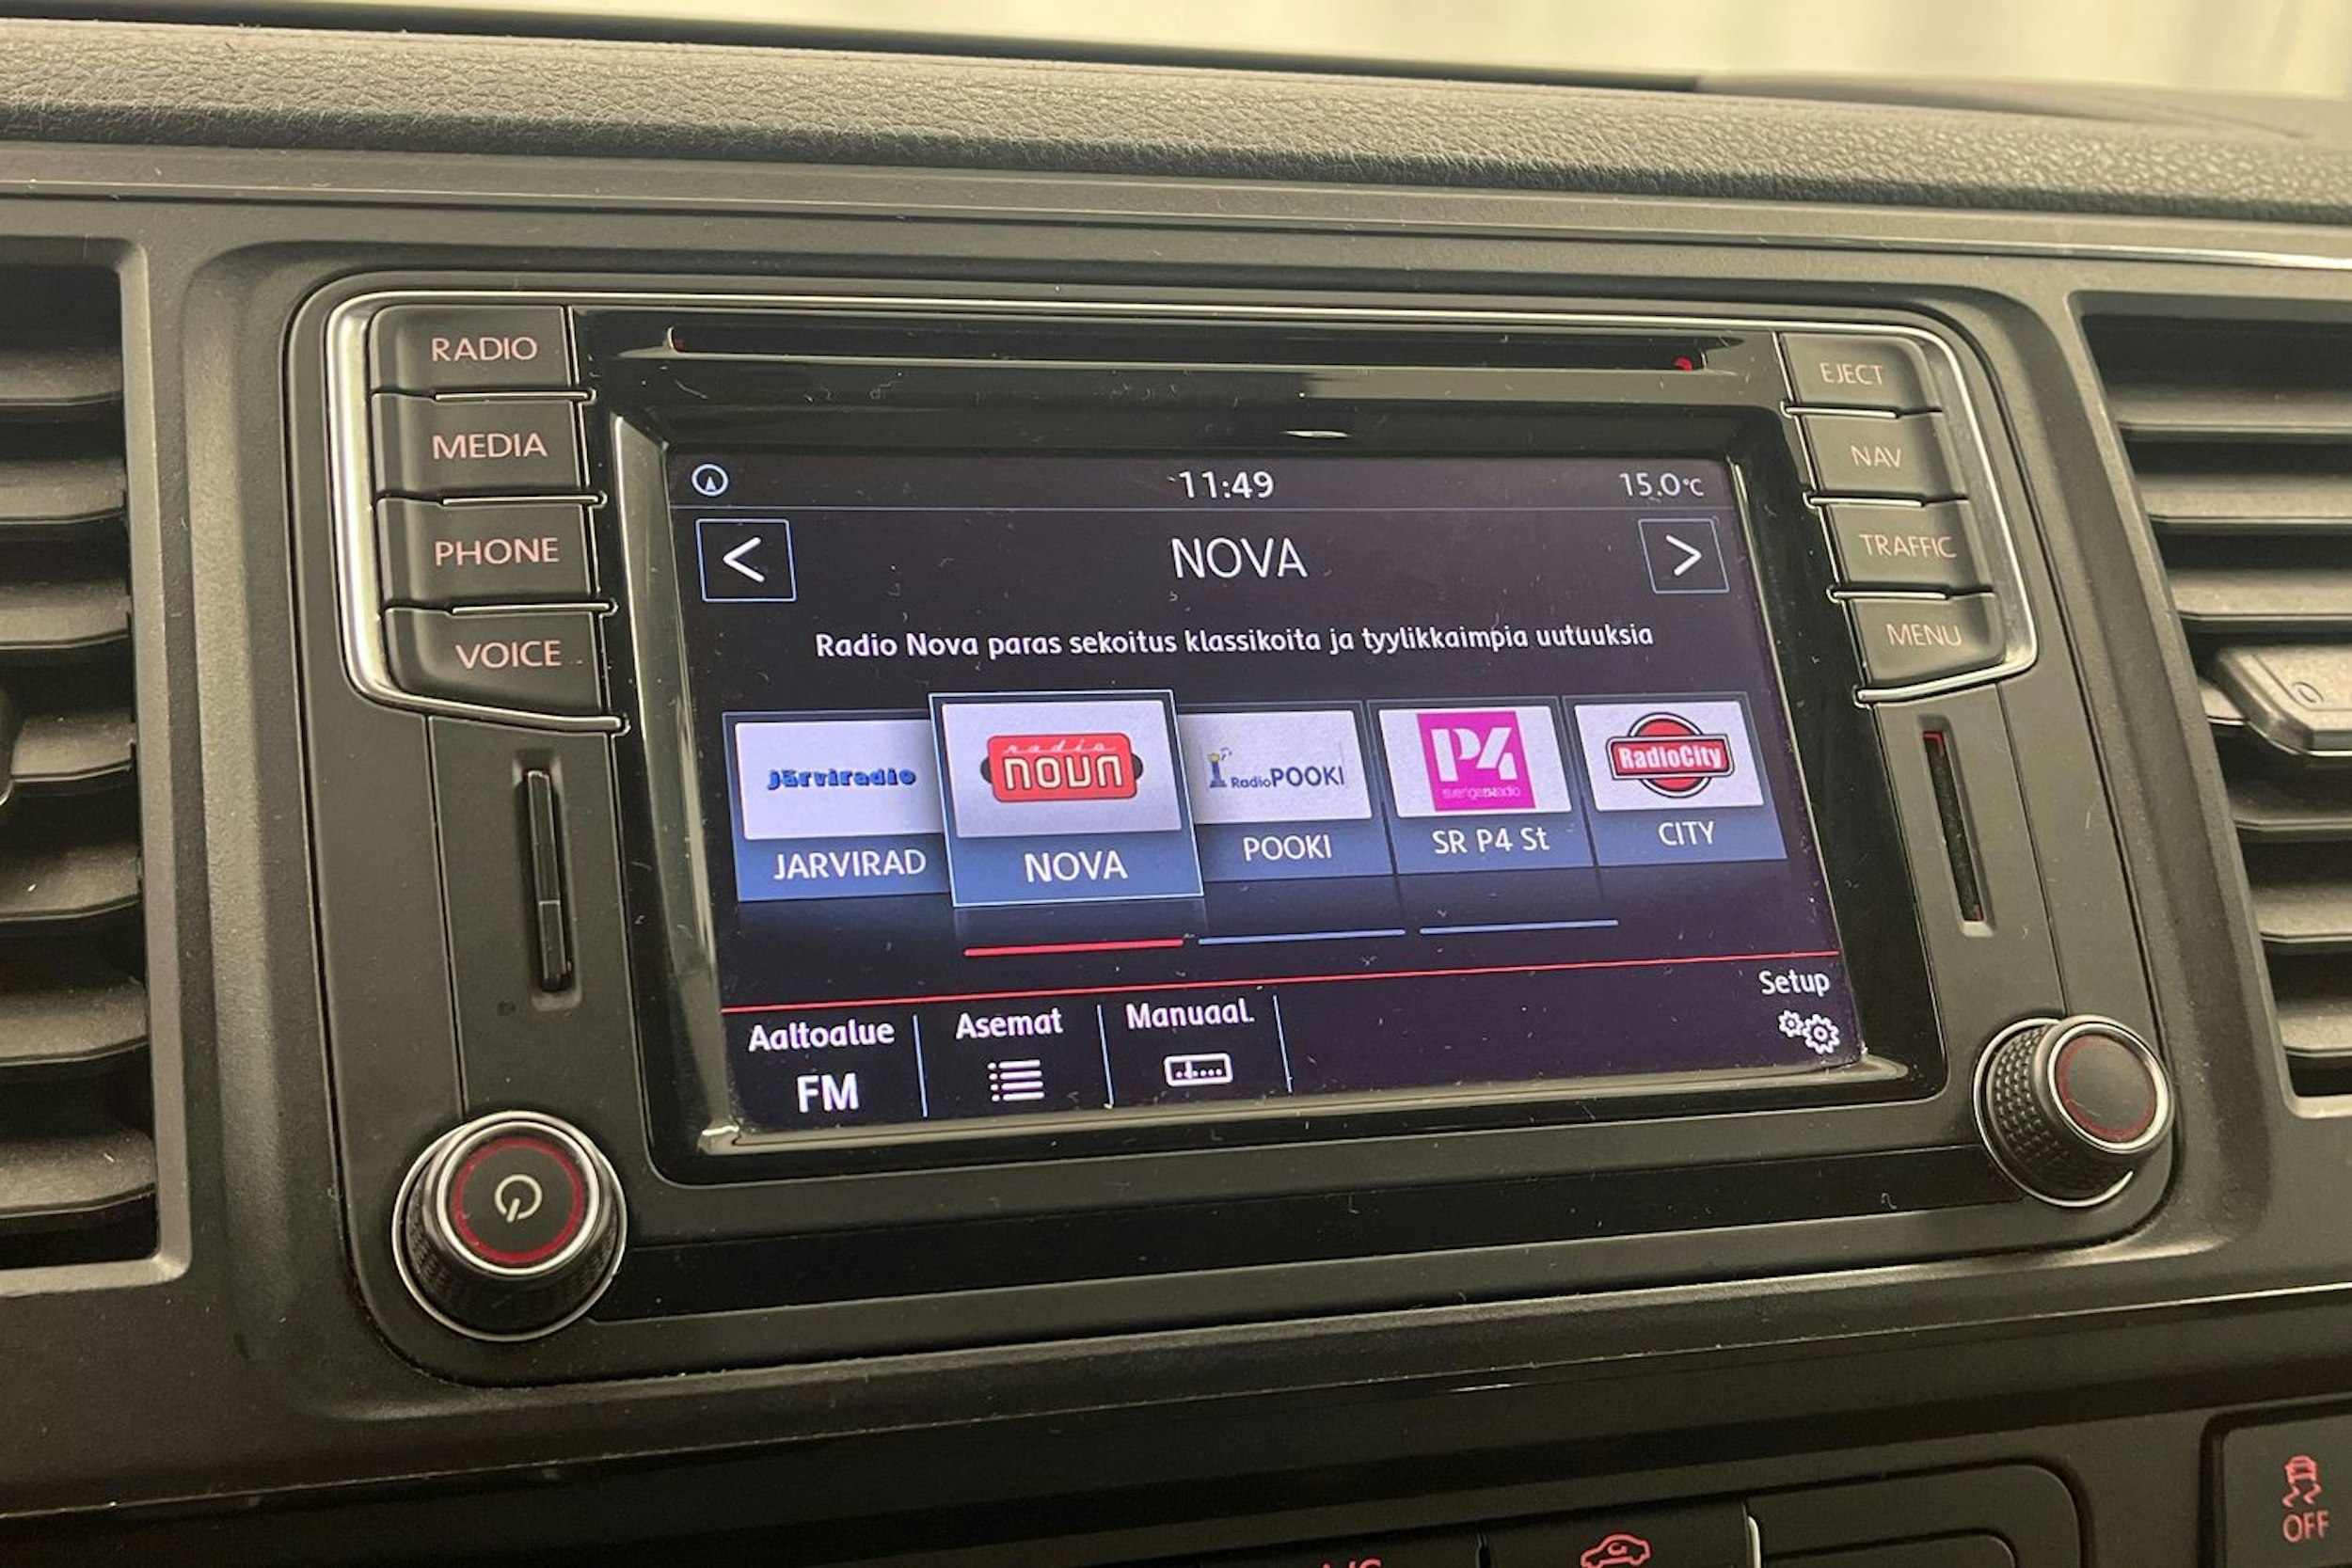 RADIO
MEDIA
PHONE
VOICE
EJECT
NAV
TRAFFIC
MENU
11:49
15.0°C
<
NOVA
>
Radio Nova paras sekoitus klassikoita ja tyylikkäimpiä uutuuksia
Järviradio
radio
nova
RadioPOOKI
P4
sverigesradio
RadioCity
JARVIRAD
NOVA
POOKI
SR P4 St
CITY
Aaltoalue
FM
Asemat
Manuaal.
Setup
OFF